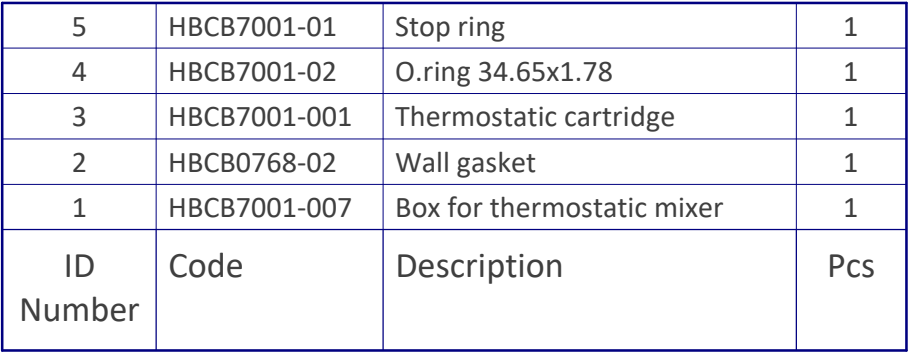 5 HBCB7001-01 Stop ring 1
4 HBCB7001-02 O.ring 34.65x1.78 1
3 HBCB7001-001 Thermostatic cartridge 1
2 HBCB0768-02 Wall gasket 1
1 HBCB7001-007 Box for thermostatic mixer 1
ID Code Description Pcs
Number